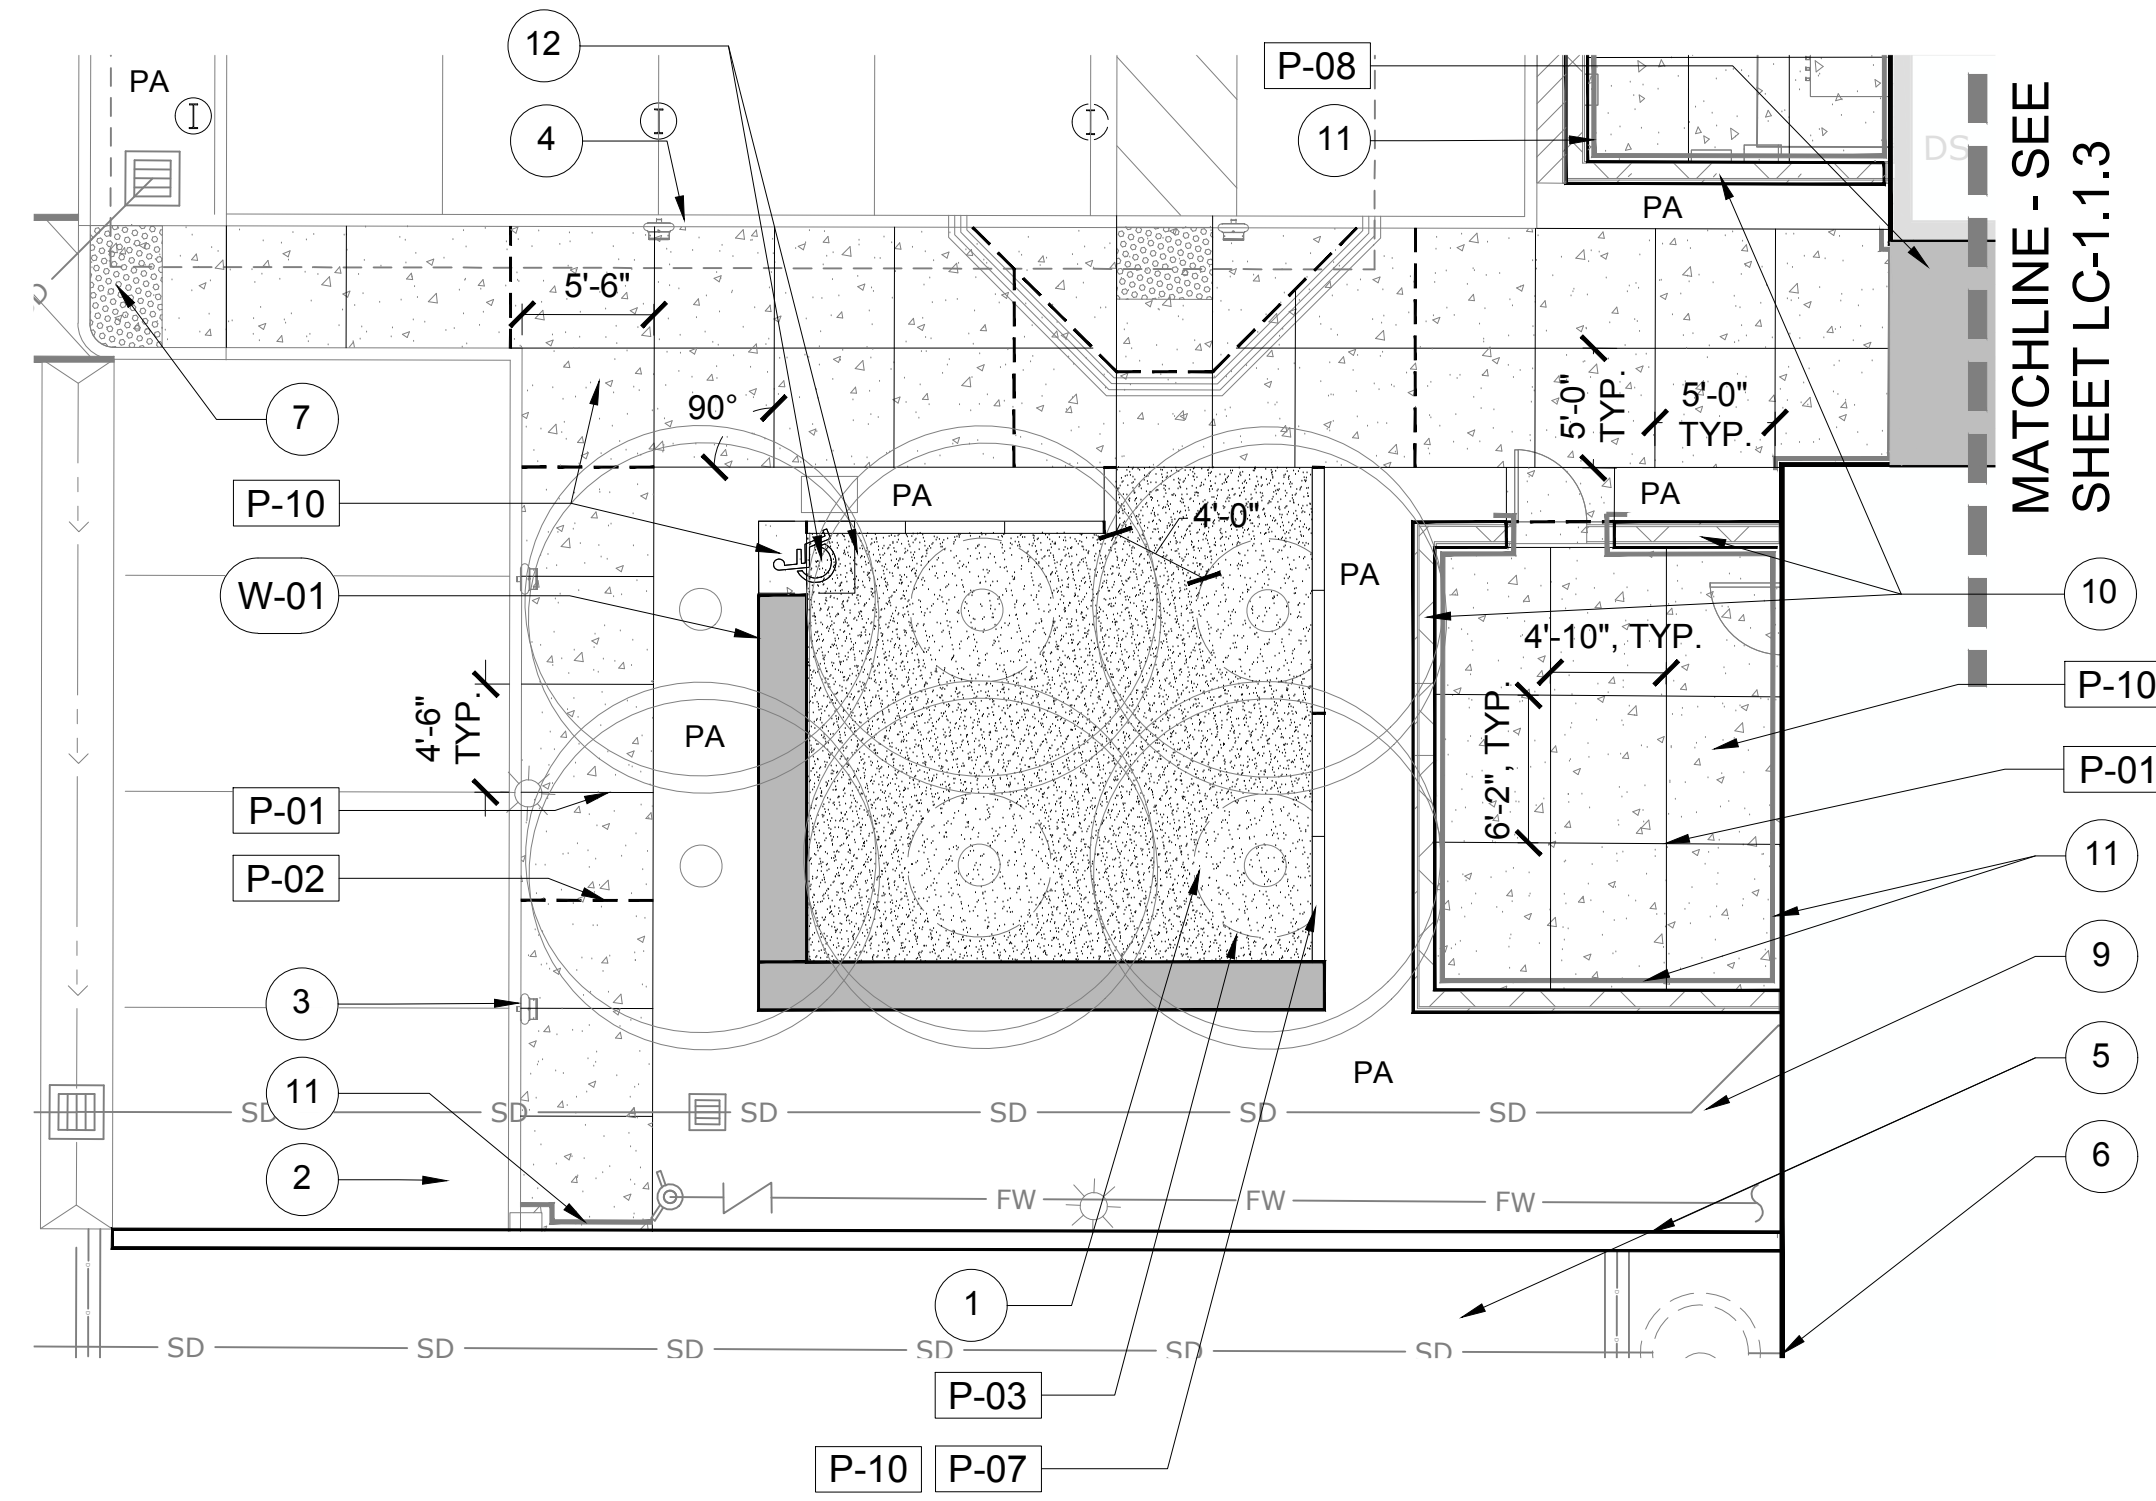 12
P-08
PA
4
11
DS
MATCHLINE - SEE
SHEET LC-1.1.3
PA
5'-6"
7
90°
5'-0"
TYP.
5'-0"
TYP.
P-10
PA
4'-0"
PA
W-01
PA
10
4'-10", TYP.
4'-6"
TYP.
PA
6'-2", TYP.
P-10
P-01
P-01
P-02
11
9
3
11
PA
5
SD
SD
SD
SD
SD
SD
2
FW
FW
FW
6
1
SD
SD
SD
SD
SD
SD
P-03
P-10
P-07